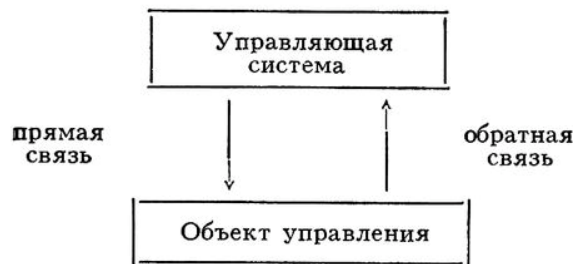 Управляющая
система
прямая
связь
обратная
связь
Объект управления